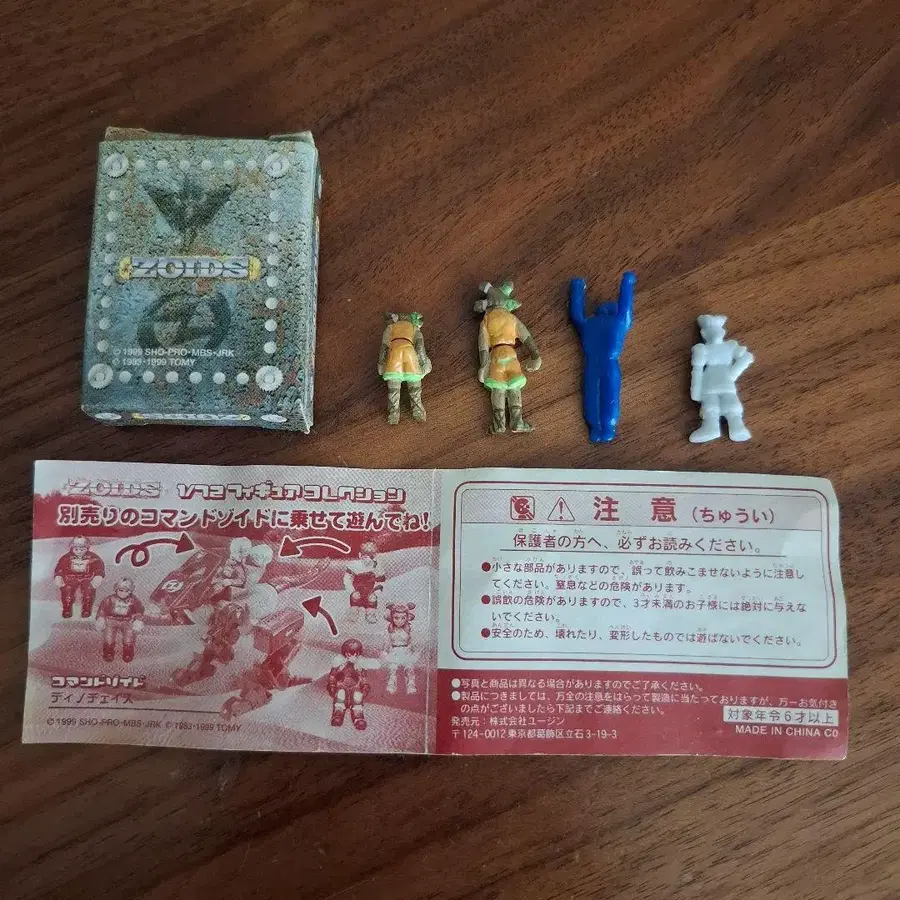 ZOIDS
© 1999 SHO-PRO・MBS・JRK
© 1983-1999 TOMY
ZOIDS
ZOIDS 1/72フィギュアコレクション
別売りのコマンドゾイドに乗せて遊んでね!
コマンドゾイド
ディノチェイス
© 1999 SHO-PRO・MBS・JRK © 1983-1999 TOMY
注意(ちゅうい)
保護者の方へ、必ずお読みください。
●小さな部品がありますので、誤って飲みこませないように注意し
てください。窒息などの危険があります。
●誤飲の危険がありますので、3才未満のお子様には絶対に与えな
いでください。
●安全のため、壊れたり、変形したものでは遊ばないでください。
●写真と商品は異なる場合がありますのでご了承ください。
●製品につきましては、万全の注意をはらって製造に当たっておりますが、万一お気付き
の点がございましたら下記までご連絡ください。
発売元:株式会社ユージン
〒124-0012 東京都葛飾区立石3-19-3
対象年令6才以上
MADE IN CHINA C0